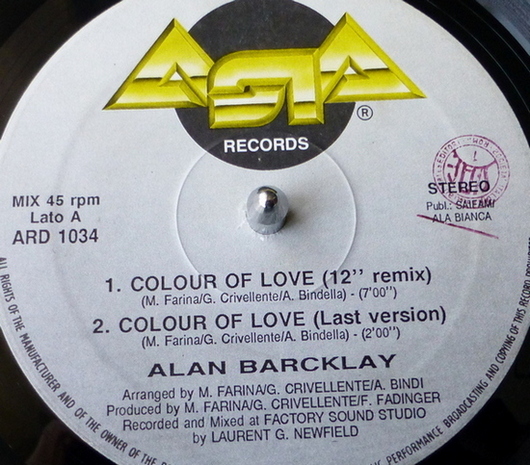 ASIA
®
RECORDS
MIX 45 rpm
Lato A
ARD 1034
STEREO
Publ.: SAIFAM/
ALA BIANCA
1. COLOUR OF LOVE (12'' remix)
(M. Farina/G. Crivellente/A. Bindella) - (7'00'')
2. COLOUR OF LOVE (Last version)
(M. Farina/G. Crivellente/A. Bindella) - (2'00'')
ALAN BARCKLAY
Arranged by M. FARINA/G. CRIVELLENTE/A. BINDI
Produced by M. FARINA/G. CRIVELLENTE/F. FADINGER
Recorded and Mixed at FACTORY SOUND STUDIO
by LAURENT G. NEWFIELD
ALL RIGHTS OF THE MANUFACTURER AND OF THE OWNER OF
PERFORMANCE BROADCASTING AND COPYING OF THIS RECORD